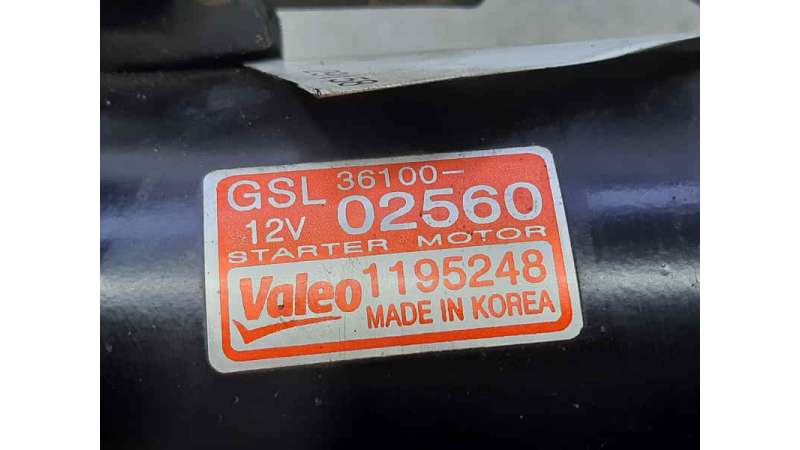 GSL 36100-
12V 02560
STARTER MOTOR
Valeo 1195248
MADE IN KOREA